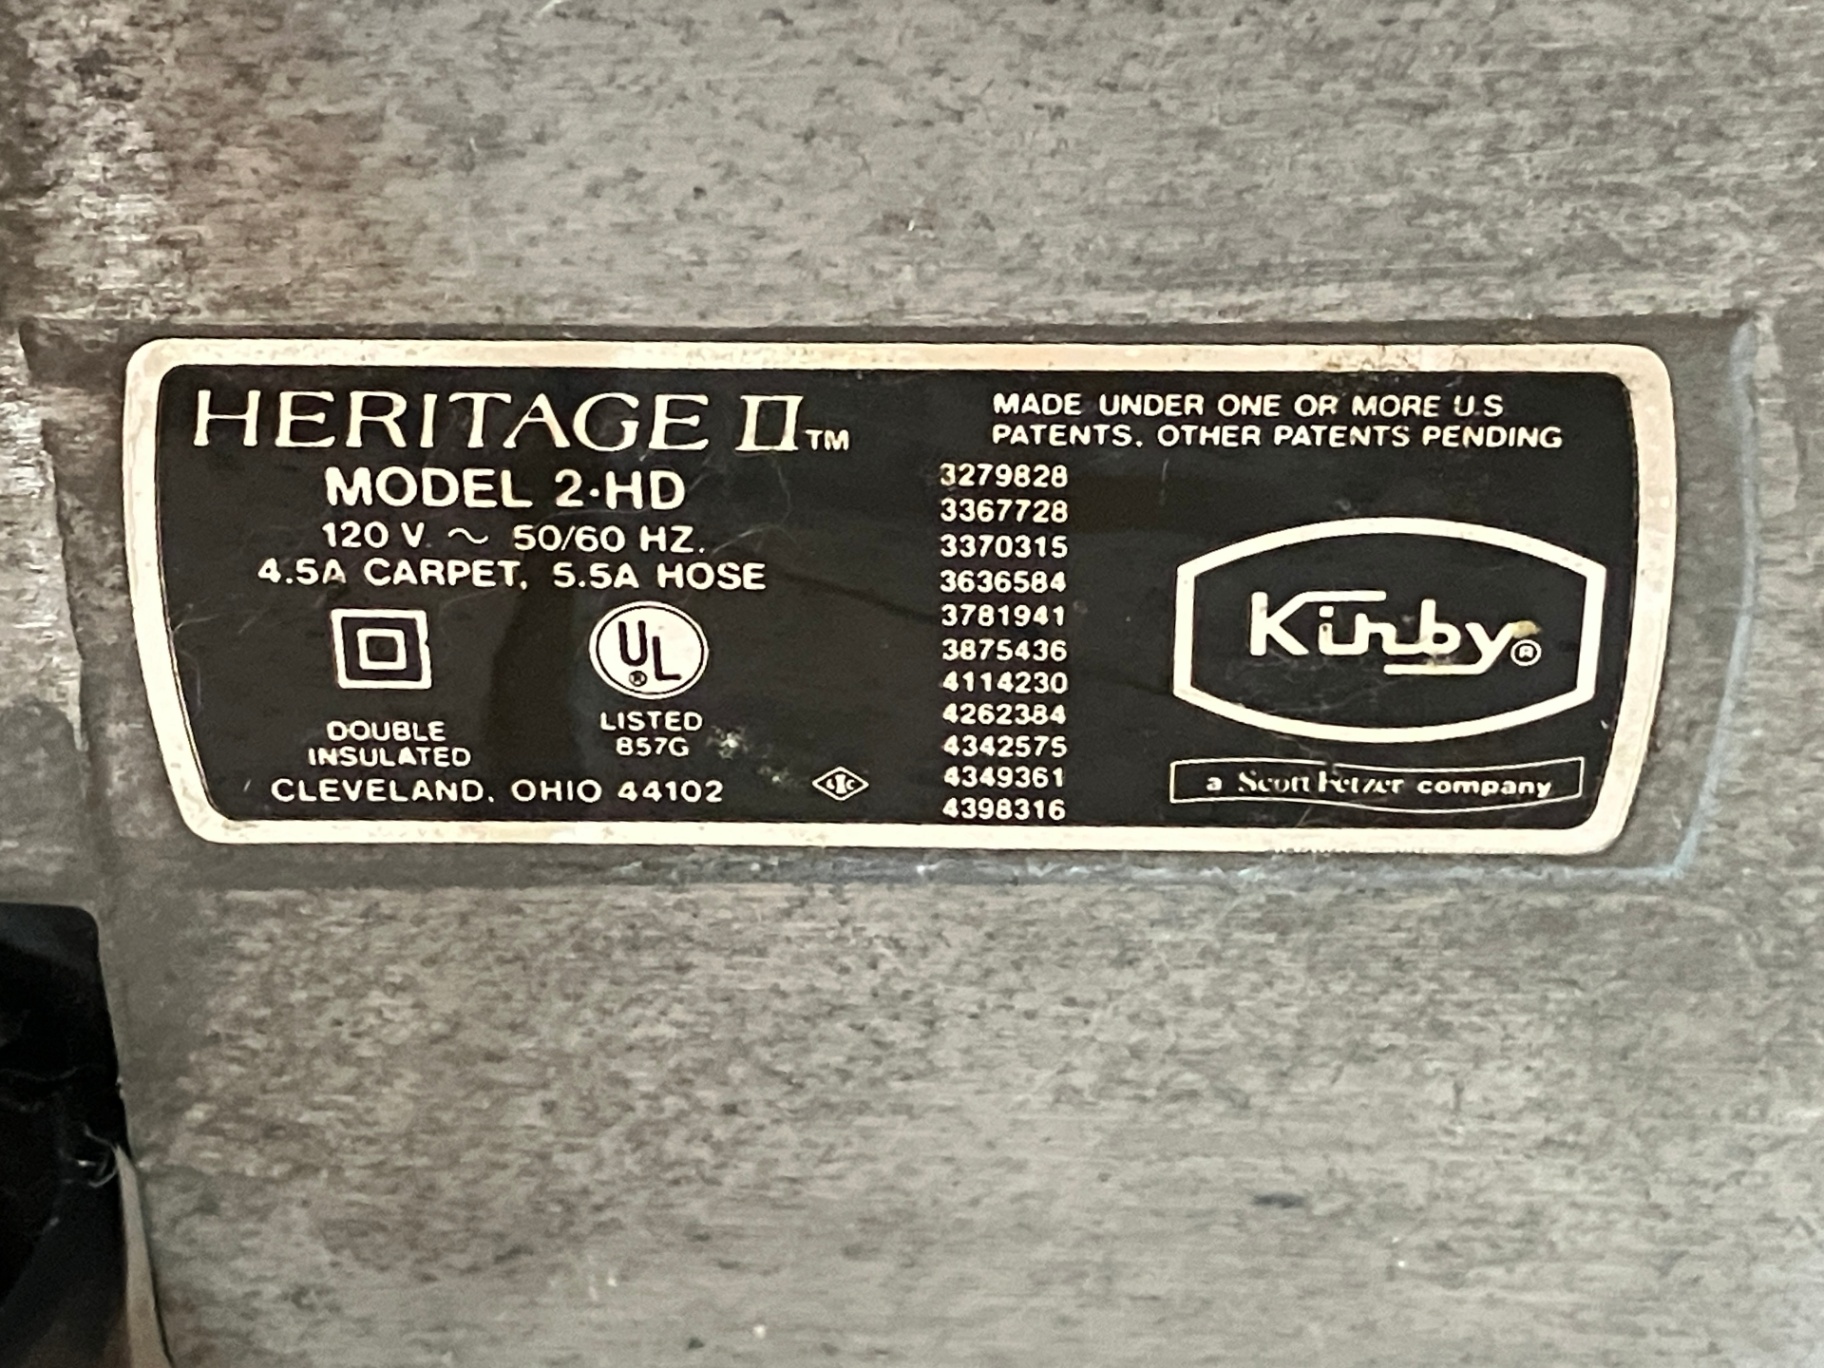 HERITAGE II™
MODEL 2·HD
120 V ~ 50/60 HZ.
4.5A CARPET, 5.5A HOSE
DOUBLE
INSULATED
UL®
LISTED
857G
CLEVELAND, OHIO 44102
MADE UNDER ONE OR MORE U.S
PATENTS. OTHER PATENTS PENDING
3279828
3367728
3370315
3636584
3781941
3875436
4114230
4262384
4342575
4349361
4398316
Kirby®
a Scott Fetzer company